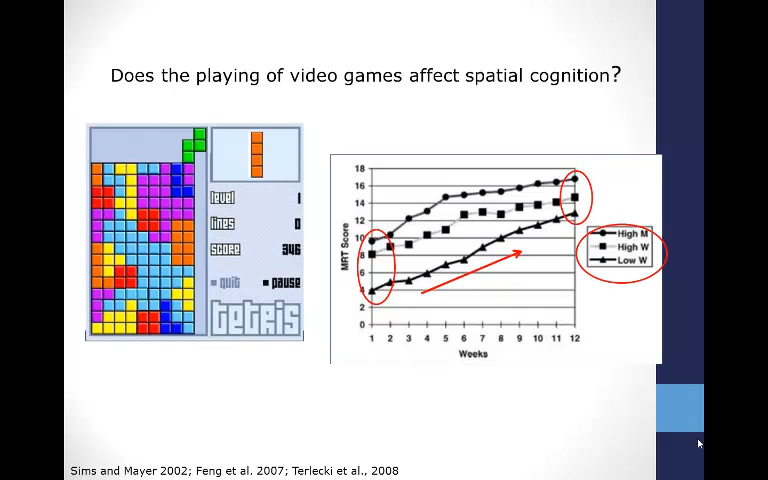 Does the playing of video games affect spatial cognition?
level 1
lines 0
score 346
quit pause
tetris
MRT Score
18
16
14
12
10
8
6
4
2
0
1 2 3 4 5 6 7 8 9 10 11 12
Weeks
High M
High W
Low W
Sims and Mayer 2002; Feng et al. 2007; Terlecki et al., 2008